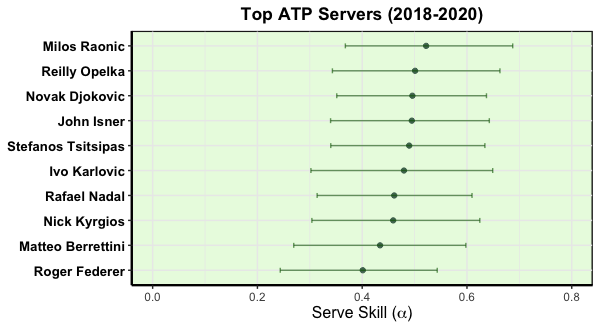 Top ATP Servers (2018-2020)
Milos Raonic
Reilly Opelka
Novak Djokovic
John Isner
Stefanos Tsitsipas
Ivo Karlovic
Rafael Nadal
Nick Kyrgios
Matteo Berrettini
Roger Federer
0.0 0.2 0.4 0.6 0.8
Serve Skill (α)